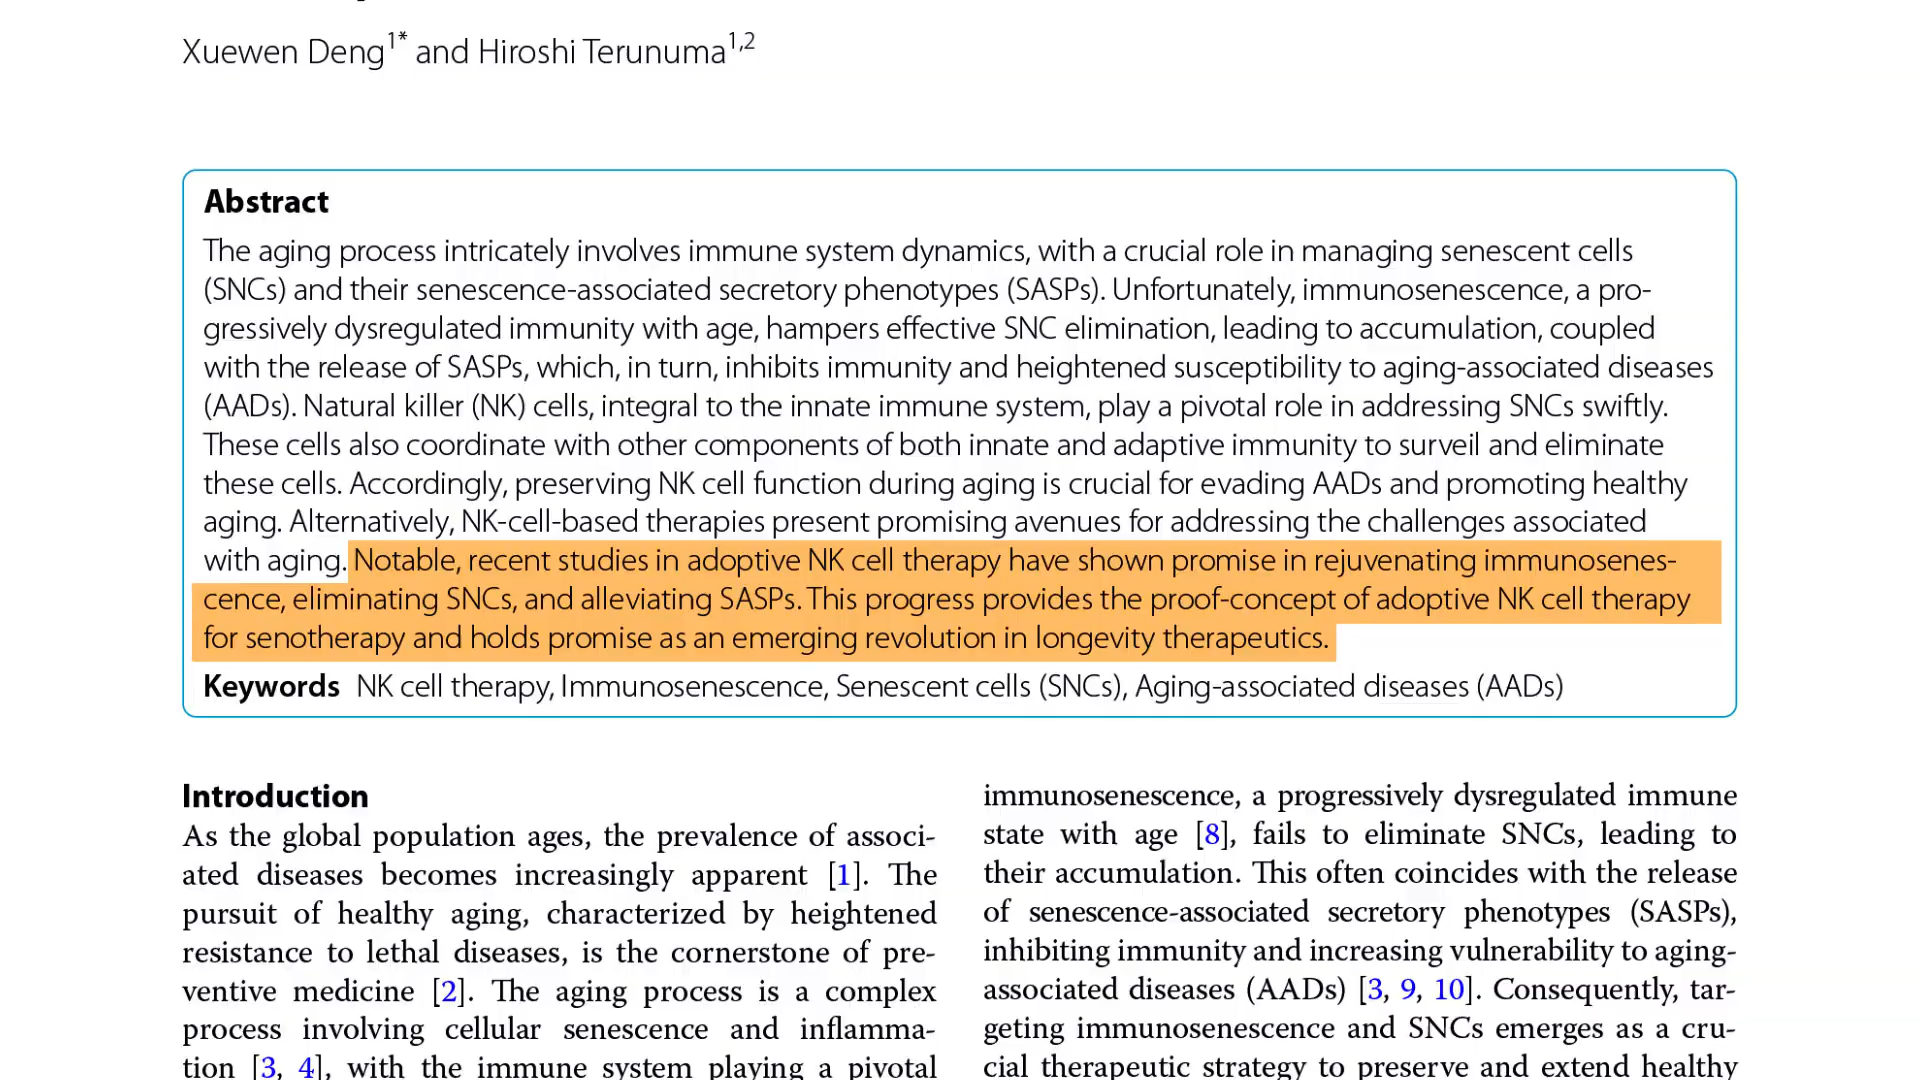 Xuewen Deng1* and Hiroshi Terunuma1,2
Abstract
The aging process intricately involves immune system dynamics, with a crucial role in managing senescent cells
(SNCs) and their senescence-associated secretory phenotypes (SASPs). Unfortunately, immunosenescence, a pro-
gressively dysregulated immunity with age, hampers effective SNC elimination, leading to accumulation, coupled
with the release of SASPs, which, in turn, inhibits immunity and heightened susceptibility to aging-associated diseases
(AADs). Natural killer (NK) cells, integral to the innate immune system, play a pivotal role in addressing SNCs swiftly.
These cells also coordinate with other components of both innate and adaptive immunity to surveil and eliminate
these cells. Accordingly, preserving NK cell function during aging is crucial for evading AADs and promoting healthy
aging. Alternatively, NK-cell-based therapies present promising avenues for addressing the challenges associated
with aging. Notable, recent studies in adoptive NK cell therapy have shown promise in rejuvenating immunosenes-
cence, eliminating SNCs, and alleviating SASPs. This progress provides the proof-concept of adoptive NK cell therapy
for senotherapy and holds promise as an emerging revolution in longevity therapeutics.
Keywords NK cell therapy, Immunosenescence, Senescent cells (SNCs), Aging-associated diseases (AADs)
Introduction
As the global population ages, the prevalence of associ-
ated diseases becomes increasingly apparent [1]. The
pursuit of healthy aging, characterized by heightened
resistance to lethal diseases, is the cornerstone of pre-
ventive medicine [2]. The aging process is a complex
process involving cellular senescence and inflamma-
tion [3, 4], with the immune system playing a pivotal
immunosenescence, a progressively dysregulated immune
state with age [8], fails to eliminate SNCs, leading to
their accumulation. This often coincides with the release
of senescence-associated secretory phenotypes (SASPs),
inhibiting immunity and increasing vulnerability to aging-
associated diseases (AADs) [3, 9, 10]. Consequently, tar-
geting immunosenescence and SNCs emerges as a cru-
cial therapeutic strategy to preserve and extend healthy